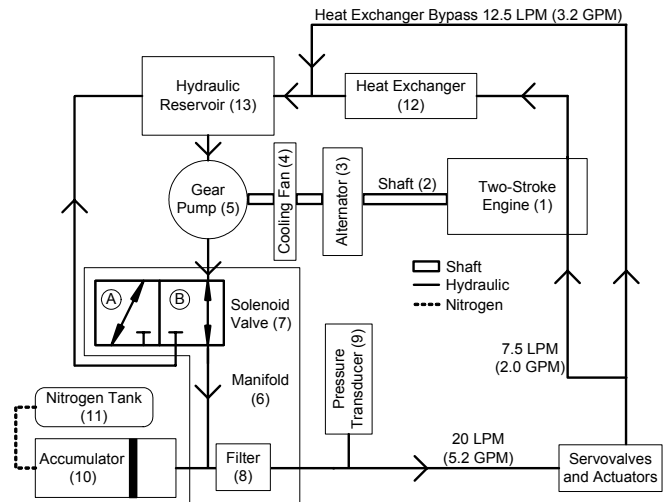 Heat Exchanger Bypass 12.5 LPM (3.2 GPM)
Hydraulic
Reservoir (13)
Heat Exchanger
(12)
Gear
Pump (5)
Cooling Fan (4)
Alternator (3)
Shaft (2)
Two-Stroke
Engine (1)
Shaft
Hydraulic
Nitrogen
A
B
Solenoid
Valve (7)
Manifold
(6)
Pressure
Transducer (9)
7.5 LPM
(2.0 GPM)
Nitrogen Tank
(11)
Accumulator
(10)
Filter
(8)
20 LPM
(5.2 GPM)
Servovalves
and Actuators